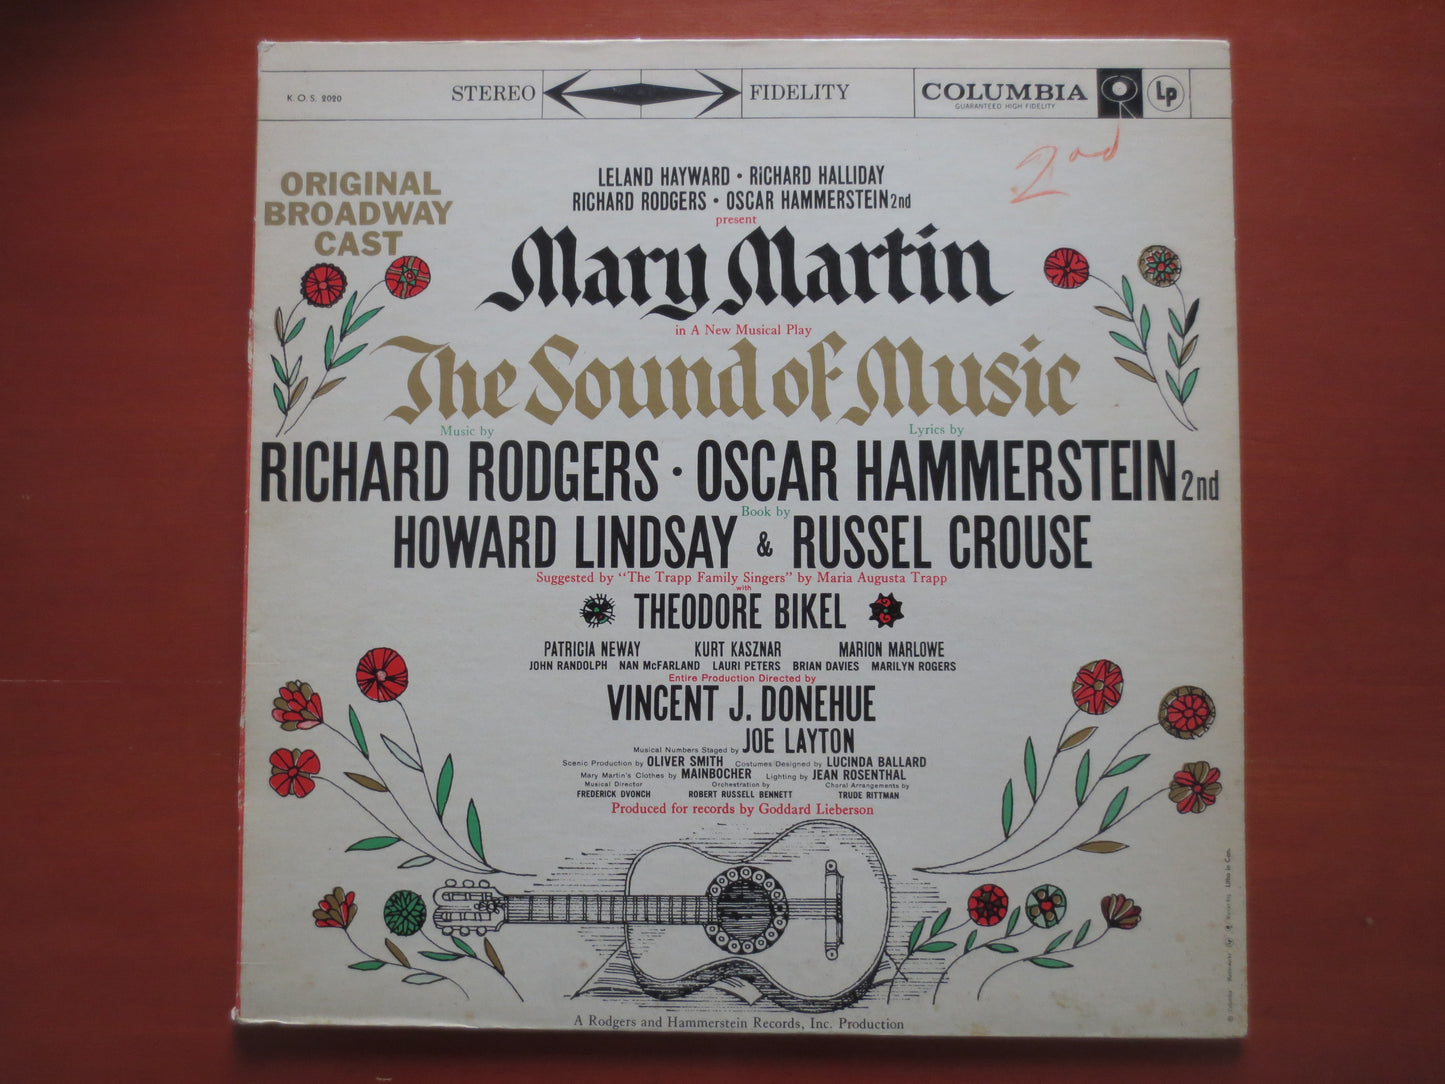 K.O.S. 2020
STEREO FIDELITY
COLUMBIA
GUARANTEED HIGH FIDELITY
Lp
2nd
ORIGINAL
BROADWAY
CAST
LELAND HAYWARD • RICHARD HALLIDAY
RICHARD RODGERS • OSCAR HAMMERSTEIN 2nd
present
Mary Martin
in A New Musical Play
The Sound of Music
Music by Lyrics by
RICHARD RODGERS • OSCAR HAMMERSTEIN 2nd
Book by
HOWARD LINDSAY & RUSSEL CROUSE
Suggested by "The Trapp Family Singers" by Maria Augusta Trapp
with
THEODORE BIKEL
PATRICIA NEWAY KURT KASZNAR MARION MARLOWE
JOHN RANDOLPH NAN McFARLAND LAURI PETERS BRIAN DAVIES MARILYN ROGERS
Entire Production Directed by
VINCENT J. DONEHUE
Musical Numbers Staged by JOE LAYTON
Scenic Production by OLIVER SMITH Costumes Designed by LUCINDA BALLARD
Mary Martin's Clothes by MAINBOCHER Lighting by JEAN ROSENTHAL
Musical Director Orchestration by Choral Arrangements by
FREDERICK DVONCH ROBERT RUSSELL BENNETT TRUDE RITTMAN
Produced for records by Goddard Lieberson
A Rodgers and Hammerstein Records, Inc. Production